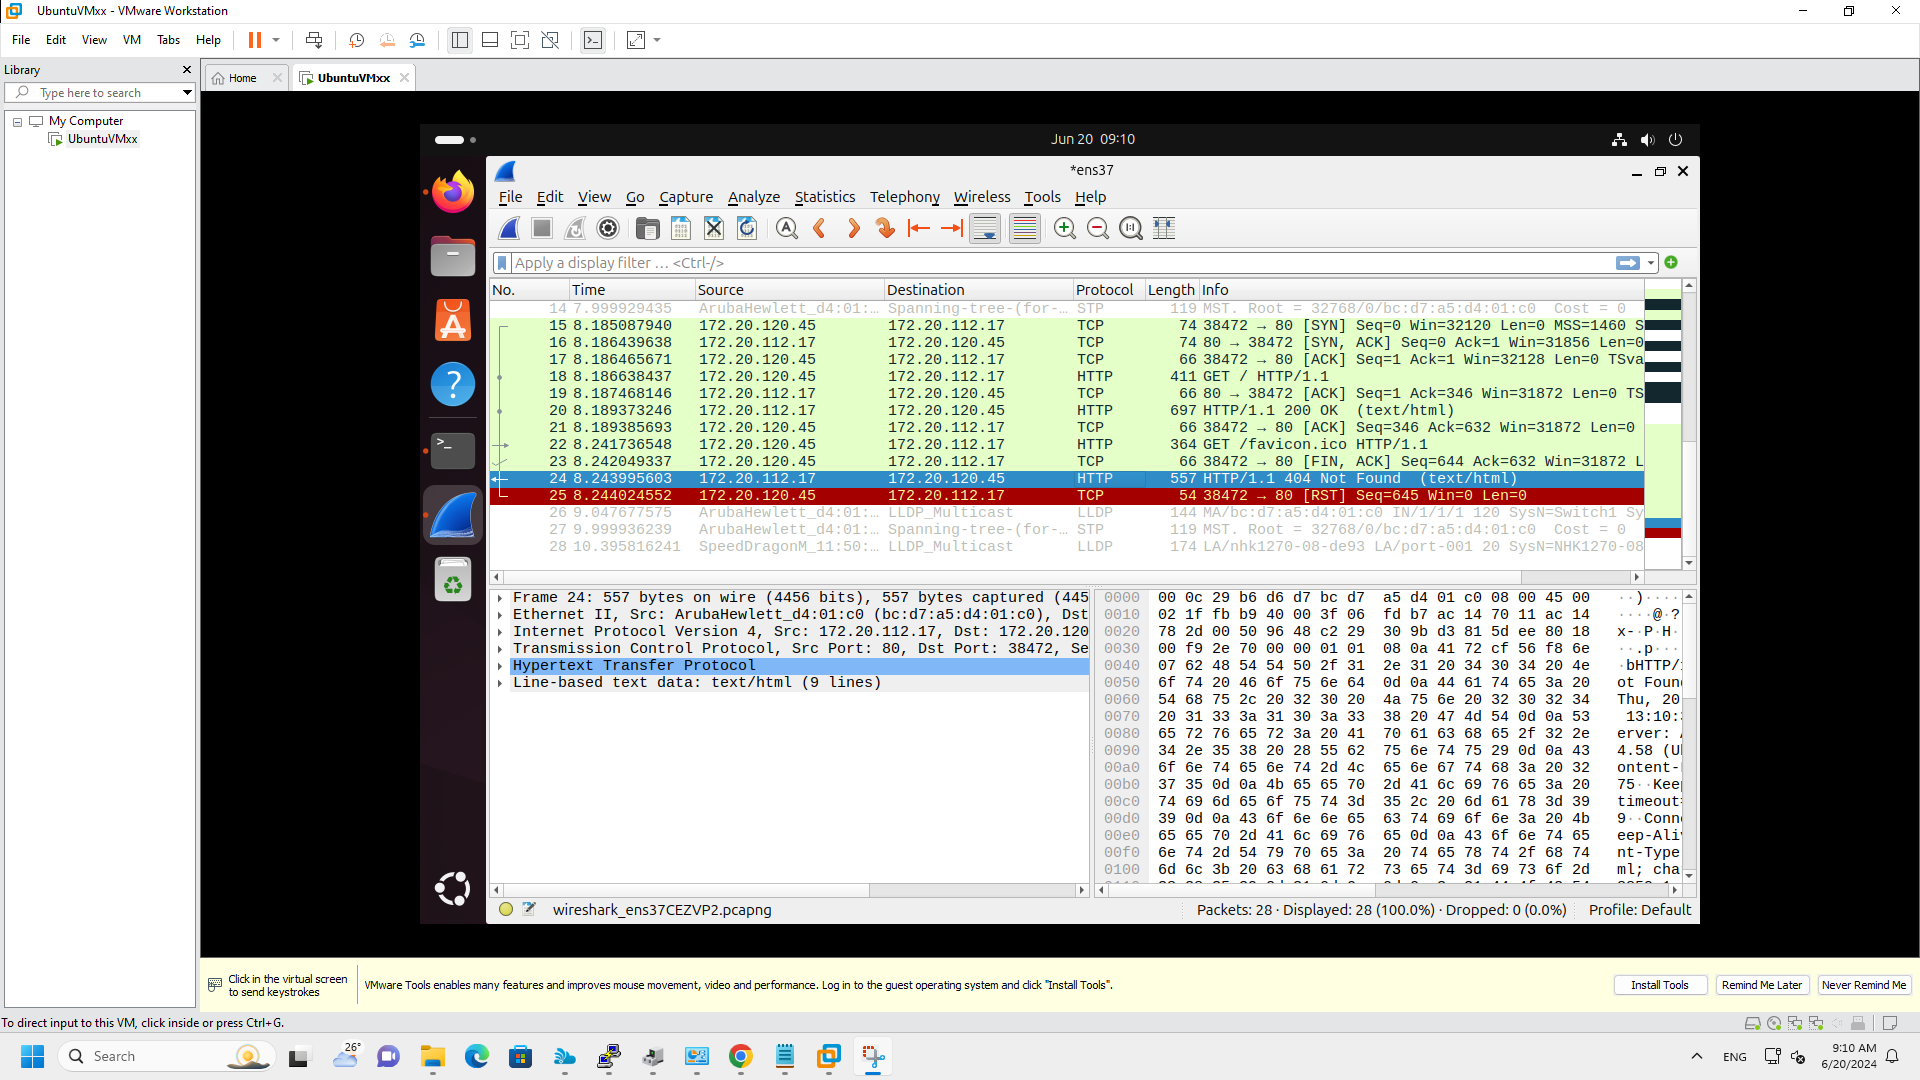 UbuntuVMxx - VMware Workstation
File Edit View VM Tabs Help
Library
Home
UbuntuVMxx
Type here to search
My Computer
UbuntuVMxx
Jun 20 09:10
*ens37
File Edit View Go Capture Analyze Statistics Telephony Wireless Tools Help
Apply a display filter … <Ctrl-/>
No. Time Source Destination Protocol Length Info
14 7.999929435 ArubaHewlett_d4:01:… Spanning-tree-(for-… STP 119 MST. Root = 32768/0/bc:d7:a5:d4:01:c0 Cost = 0
15 8.185087940 172.20.120.45 172.20.112.17 TCP 74 38472 → 80 [SYN] Seq=0 Win=32120 Len=0 MSS=1460 S
16 8.186439638 172.20.112.17 172.20.120.45 TCP 74 80 → 38472 [SYN, ACK] Seq=0 Ack=1 Win=31856 Len=0
17 8.186465671 172.20.120.45 172.20.112.17 TCP 66 38472 → 80 [ACK] Seq=1 Ack=1 Win=32128 Len=0 TSva
18 8.186638437 172.20.120.45 172.20.112.17 HTTP 411 GET / HTTP/1.1
19 8.187468146 172.20.112.17 172.20.120.45 TCP 66 80 → 38472 [ACK] Seq=1 Ack=346 Win=31872 Len=0 TS
20 8.189373246 172.20.112.17 172.20.120.45 HTTP 697 HTTP/1.1 200 OK (text/html)
21 8.189385693 172.20.120.45 172.20.112.17 TCP 66 38472 → 80 [ACK] Seq=346 Ack=632 Win=31872 Len=0
22 8.241736548 172.20.120.45 172.20.112.17 HTTP 364 GET /favicon.ico HTTP/1.1
23 8.242049337 172.20.120.45 172.20.112.17 TCP 66 38472 → 80 [FIN, ACK] Seq=644 Ack=632 Win=31872 L
24 8.243995603 172.20.112.17 172.20.120.45 HTTP 557 HTTP/1.1 404 Not Found (text/html)
25 8.244024552 172.20.120.45 172.20.112.17 TCP 54 38472 → 80 [RST] Seq=645 Win=0 Len=0
26 9.047677575 ArubaHewlett_d4:01:… LLDP_Multicast LLDP 144 MA/bc:d7:a5:d4:01:c0 IN/1/1/1 120 SysN=Switch1 Sy
27 9.999936239 ArubaHewlett_d4:01:… Spanning-tree-(for-… STP 119 MST. Root = 32768/0/bc:d7:a5:d4:01:c0 Cost = 0
28 10.395816241 SpeedDragonM_11:50:… LLDP_Multicast LLDP 174 LA/nhk1270-08-de93 LA/port-001 20 SysN=NHK1270-08
Frame 24: 557 bytes on wire (4456 bits), 557 bytes captured (445
Ethernet II, Src: ArubaHewlett_d4:01:c0 (bc:d7:a5:d4:01:c0), Dst
Internet Protocol Version 4, Src: 172.20.112.17, Dst: 172.20.120
Transmission Control Protocol, Src Port: 80, Dst Port: 38472, Se
Hypertext Transfer Protocol
Line-based text data: text/html (9 lines)
0000 00 0c 29 b6 d6 d7 bc d7 a5 d4 01 c0 08 00 45 00 ··)·····
0010 02 1f fb b9 40 00 3f 06 fd b7 ac 14 70 11 ac 14 ····@·?·
0020 78 2d 00 50 96 48 c2 29 30 9b d3 81 5d ee 80 18 x-·P·H·)
0030 00 f9 2e 70 00 00 01 01 08 0a 41 72 cf 56 f8 6e ··.p····
0040 07 62 48 54 54 50 2f 31 2e 31 20 34 30 34 20 4e ·bHTTP/1
0050 6f 74 20 46 6f 75 6e 64 0d 0a 44 61 74 65 3a 20 ot Found
0060 54 68 75 2c 20 32 30 20 4a 75 6e 20 32 30 32 34 Thu, 20
0070 20 31 33 3a 31 30 3a 33 38 20 47 4d 54 0d 0a 53 13:10:3
0080 65 72 76 65 72 3a 20 41 70 61 63 68 65 2f 32 2e erver: A
0090 34 2e 35 38 20 28 55 62 75 6e 74 75 29 0d 0a 43 4.58 (Ub
00a0 6f 6e 74 65 6e 74 2d 4c 65 6e 67 74 68 3a 20 32 ontent-L
00b0 37 35 0d 0a 4b 65 65 70 2d 41 6c 69 76 65 3a 20 75··Keep
00c0 74 69 6d 65 6f 75 74 3d 35 2c 20 6d 61 78 3d 39 timeout=
00d0 39 0d 0a 43 6f 6e 6e 65 63 74 69 6f 6e 3a 20 4b 9··Conne
00e0 65 65 70 2d 41 6c 69 76 65 0d 0a 43 6f 6e 74 65 eep-Aliv
00f0 6e 74 2d 54 79 70 65 3a 20 74 65 78 74 2f 68 74 nt-Type:
0100 6d 6c 3b 20 63 68 61 72 73 65 74 3d 69 73 6f 2d ml; char
wireshark_ens37CEZVP2.pcapng
Packets: 28 · Displayed: 28 (100.0%) · Dropped: 0 (0.0%)
Profile: Default
Click in the virtual screen
to send keystrokes
VMware Tools enables many features and improves mouse movement, video and performance. Log in to the guest operating system and click "Install Tools".
Install Tools
Remind Me Later
Never Remind Me
To direct input to this VM, click inside or press Ctrl+G.
Search
26°
ENG
9:10 AM
6/20/2024